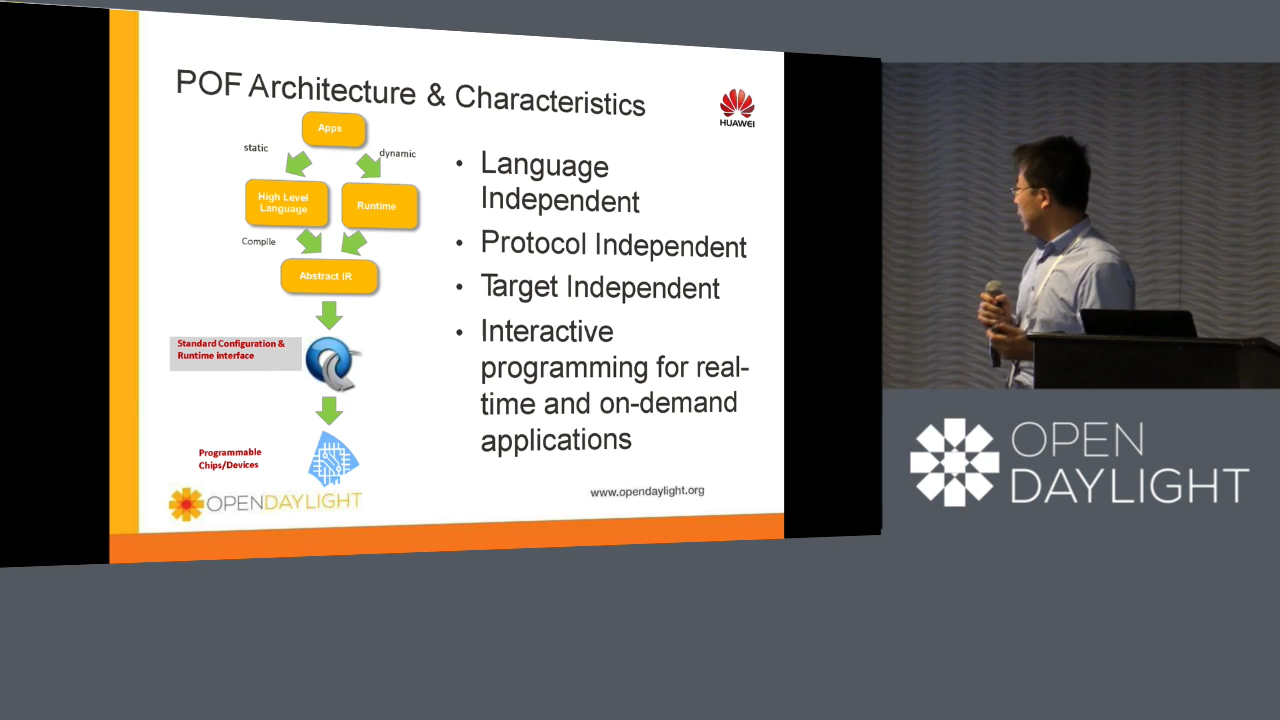 POF Architecture & Characteristics
HUAWEI
Apps
static
dynamic
High Level
Language
Runtime
Compile
Abstract IR
Standard Configuration &
Runtime interface
Programmable
Chips/Devices
• Language
Independent
• Protocol Independent
• Target Independent
• Interactive
programming for real-
time and on-demand
applications
OPENDAYLIGHT
www.opendaylight.org
OPEN
DAYLIGHT